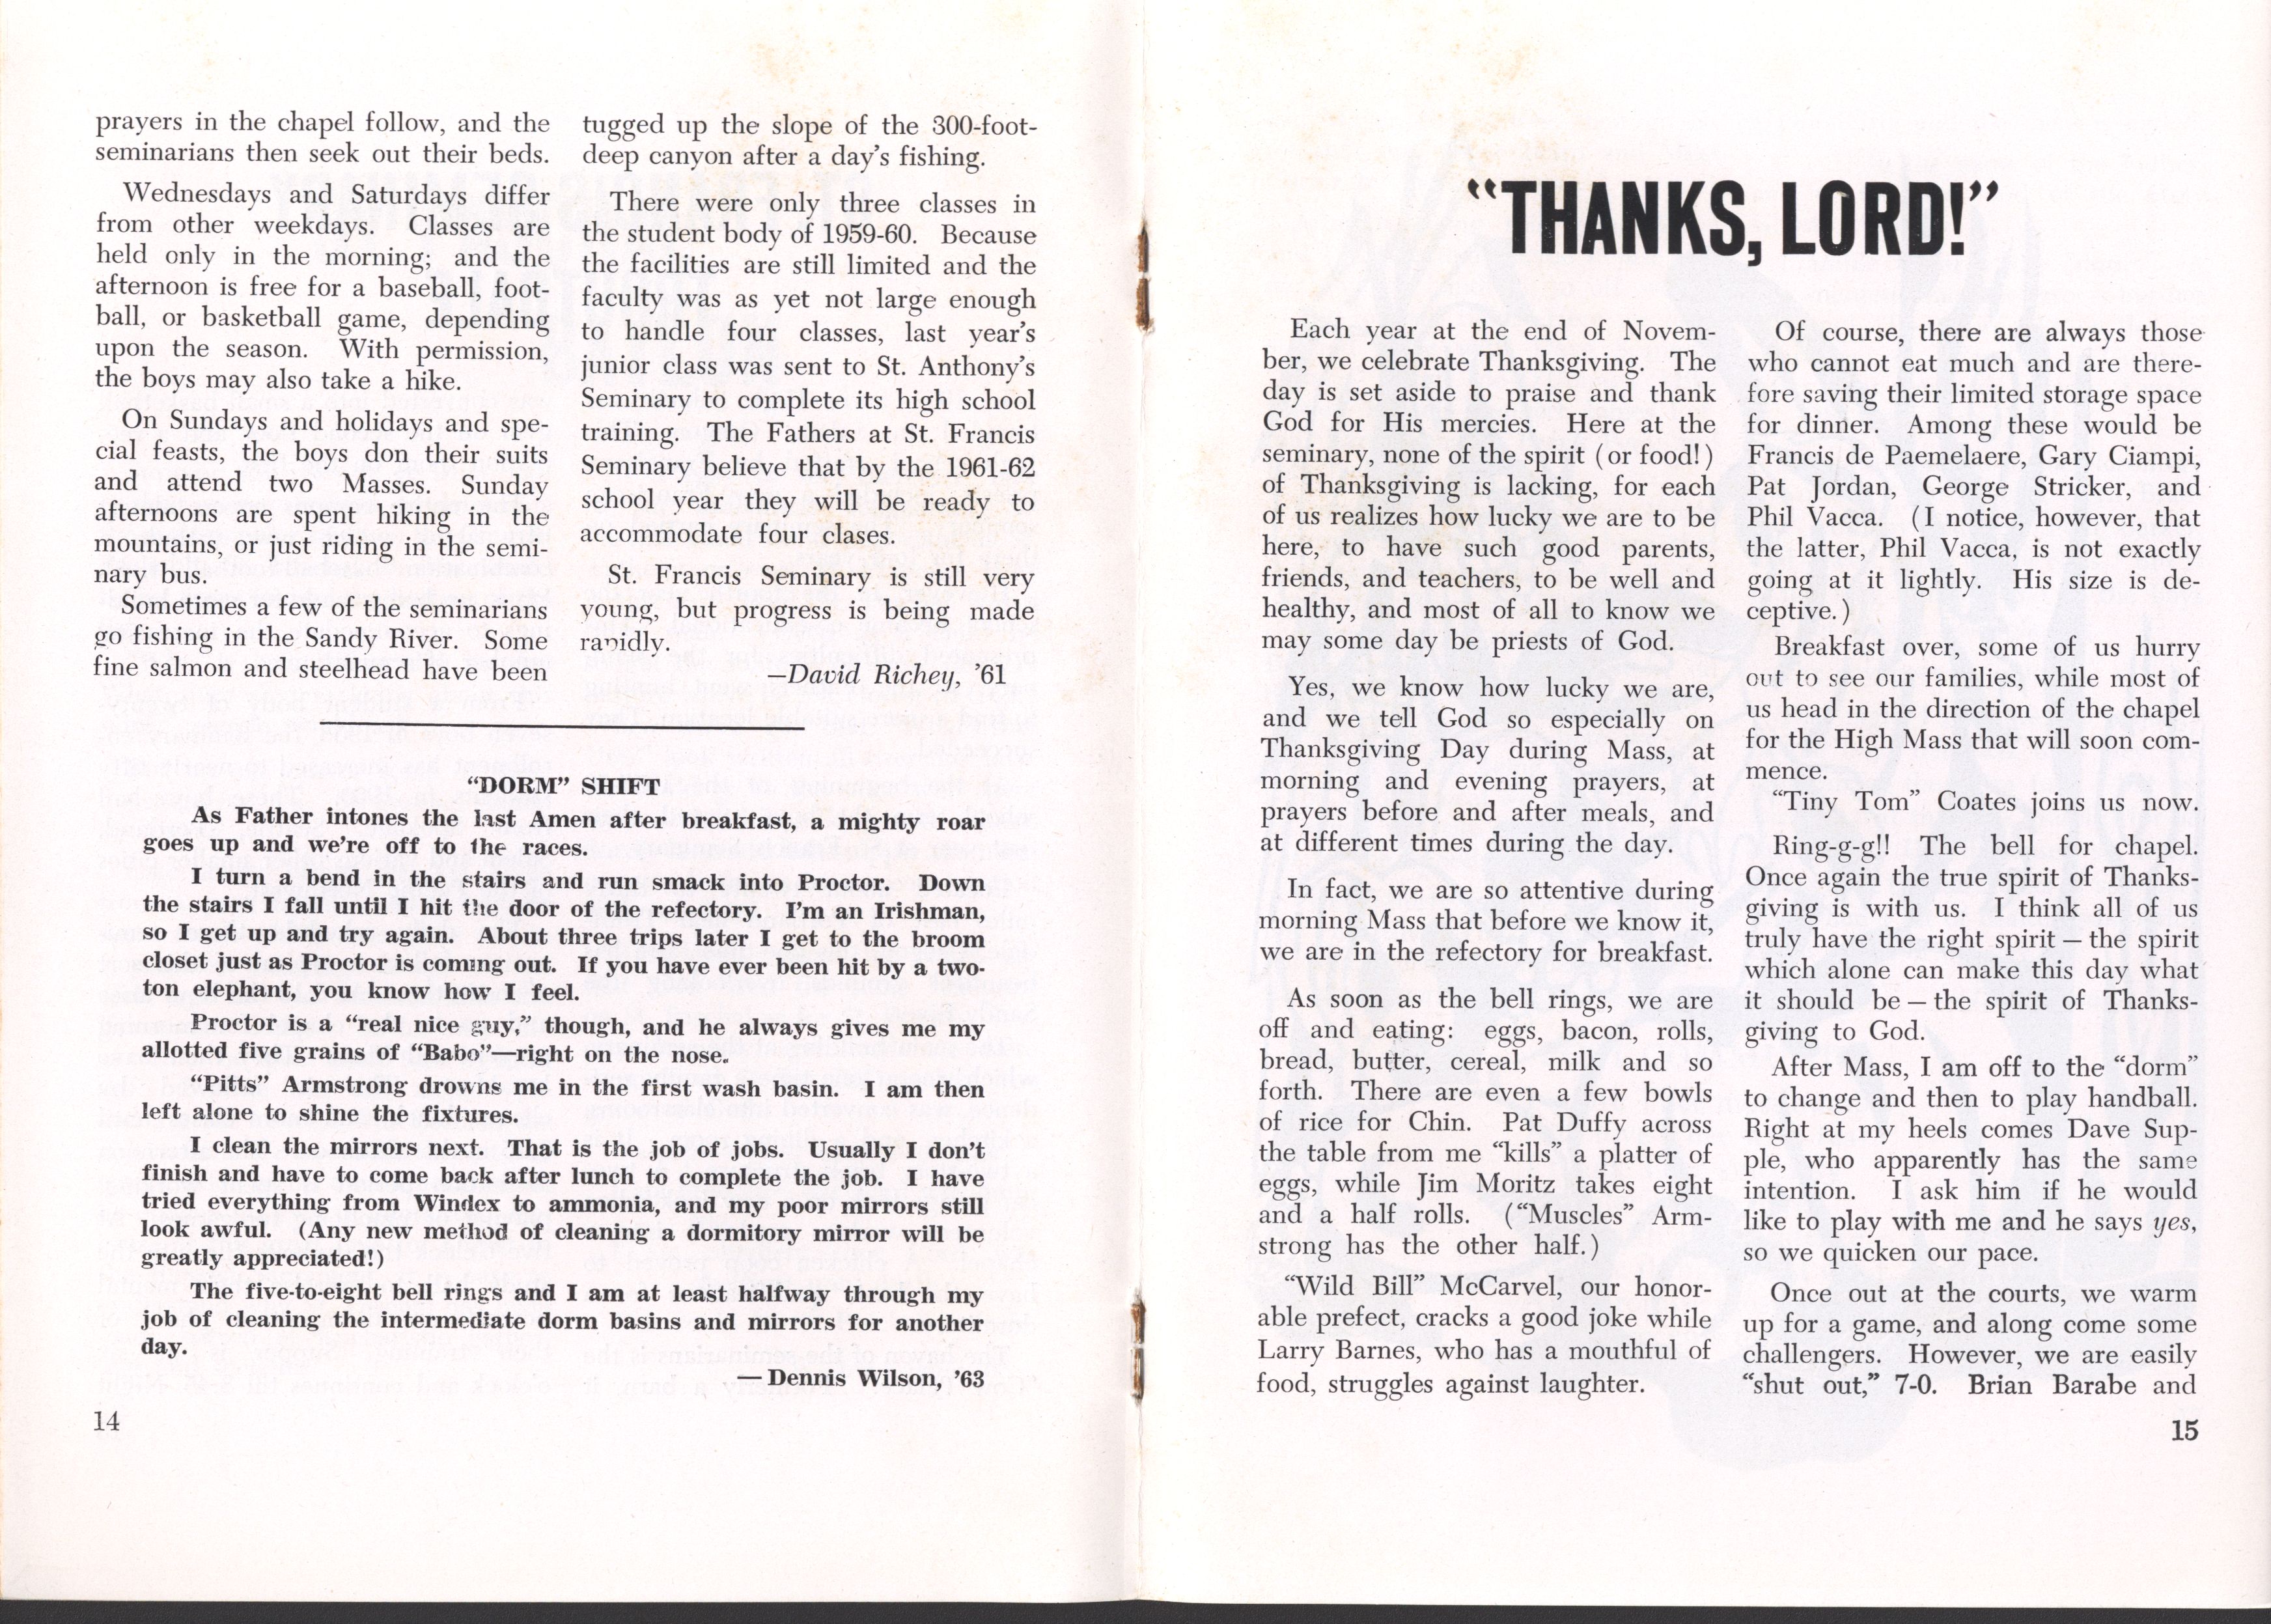 prayers in the chapel follow, and the
seminarians then seek out their beds.
Wednesdays and Saturdays differ
from other weekdays. Classes are
held only in the morning; and the
afternoon is free for a baseball, foot-
ball, or basketball game, depending
upon the season. With permission,
the boys may also take a hike.
On Sundays and holidays and spe-
cial feasts, the boys don their suits
and attend two Masses. Sunday
afternoons are spent hiking in the
mountains, or just riding in the semi-
nary bus.
Sometimes a few of the seminarians
go fishing in the Sandy River. Some
fine salmon and steelhead have been
tugged up the slope of the 300-foot-
deep canyon after a day's fishing.
There were only three classes in
the student body of 1959-60. Because
the facilities are still limited and the
faculty was as yet not large enough
to handle four classes, last year's
junior class was sent to St. Anthony's
Seminary to complete its high school
training. The Fathers at St. Francis
Seminary believe that by the 1961-62
school year they will be ready to
accommodate four clases.
St. Francis Seminary is still very
young, but progress is being made
rapidly.
—David Richey, '61
"DORM" SHIFT
As Father intones the last Amen after breakfast, a mighty roar
goes up and we're off to the races.
I turn a bend in the stairs and run smack into Proctor. Down
the stairs I fall until I hit the door of the refectory. I'm an Irishman,
so I get up and try again. About three trips later I get to the broom
closet just as Proctor is coming out. If you have ever been hit by a two-
ton elephant, you know how I feel.
Proctor is a "real nice guy," though, and he always gives me my
allotted five grains of "Babo"—right on the nose.
"Pitts" Armstrong drowns me in the first wash basin. I am then
left alone to shine the fixtures.
I clean the mirrors next. That is the job of jobs. Usually I don't
finish and have to come back after lunch to complete the job. I have
tried everything from Windex to ammonia, and my poor mirrors still
look awful. (Any new method of cleaning a dormitory mirror will be
greatly appreciated!)
The five-to-eight bell rings and I am at least halfway through my
job of cleaning the intermediate dorm basins and mirrors for another
day.
— Dennis Wilson, '63
14
"THANKS, LORD!"
Each year at the end of Novem-
ber, we celebrate Thanksgiving. The
day is set aside to praise and thank
God for His mercies. Here at the
seminary, none of the spirit (or food!)
of Thanksgiving is lacking, for each
of us realizes how lucky we are to be
here, to have such good parents,
friends, and teachers, to be well and
healthy, and most of all to know we
may some day be priests of God.
Yes, we know how lucky we are,
and we tell God so especially on
Thanksgiving Day during Mass, at
morning and evening prayers, at
prayers before and after meals, and
at different times during the day.
In fact, we are so attentive during
morning Mass that before we know it,
we are in the refectory for breakfast.
As soon as the bell rings, we are
off and eating: eggs, bacon, rolls,
bread, butter, cereal, milk and so
forth. There are even a few bowls
of rice for Chin. Pat Duffy across
the table from me "kills" a platter of
eggs, while Jim Moritz takes eight
and a half rolls. ("Muscles" Arm-
strong has the other half.)
"Wild Bill" McCarvel, our honor-
able prefect, cracks a good joke while
Larry Barnes, who has a mouthful of
food, struggles against laughter.
Of course, there are always those
who cannot eat much and are there-
fore saving their limited storage space
for dinner. Among these would be
Francis de Paemelaere, Gary Ciampi,
Pat Jordan, George Stricker, and
Phil Vacca. (I notice, however, that
the latter, Phil Vacca, is not exactly
going at it lightly. His size is de-
ceptive.)
Breakfast over, some of us hurry
out to see our families, while most of
us head in the direction of the chapel
for the High Mass that will soon com-
mence.
"Tiny Tom" Coates joins us now.
Ring-g-g!! The bell for chapel.
Once again the true spirit of Thanks-
giving is with us. I think all of us
truly have the right spirit — the spirit
which alone can make this day what
it should be — the spirit of Thanks-
giving to God.
After Mass, I am off to the "dorm"
to change and then to play handball.
Right at my heels comes Dave Sup-
ple, who apparently has the same
intention. I ask him if he would
like to play with me and he says yes,
so we quicken our pace.
Once out at the courts, we warm
up for a game, and along come some
challengers. However, we are easily
"shut out," 7-0. Brian Barabe and
15